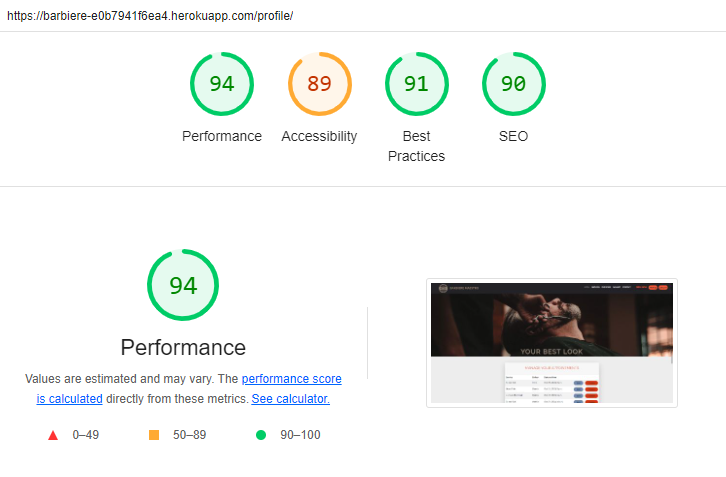 https://barbiere-e0b7941f6ea4.herokuapp.com/profile/
94
89
91
90
Performance
Accessibility
Best
Practices
SEO
94
Performance
Values are estimated and may vary. The performance score
is calculated directly from these metrics. See calculator.
0–49
50–89
90–100
YOUR BEST LOOK